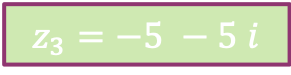 z₃ = −5 − 5 i